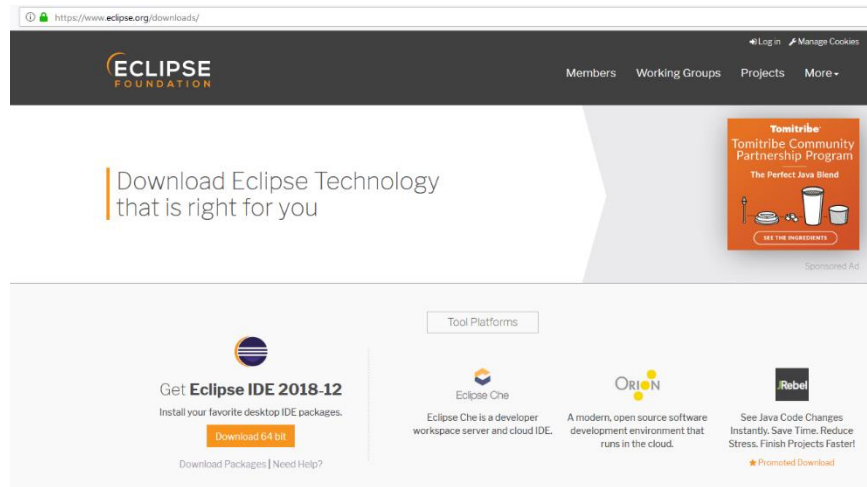 https://www.eclipse.org/downloads/
Log in Manage Cookies
ECLIPSE
FOUNDATION
Members Working Groups Projects More
Download Eclipse Technology
that is right for you
Tomitribe
Tomitribe Community
Partnership Program
The Perfect Java Blend
SEE THE INGREDIENTS
Sponsored Ad
Tool Platforms
Get Eclipse IDE 2018-12
Install your favorite desktop IDE packages.
Download 64 bit
Download Packages | Need Help?
Eclipse Che
Eclipse Che is a developer
workspace server and cloud IDE.
ORION
A modern, open source software
development environment that
runs in the cloud.
JRebel
See Java Code Changes
Instantly. Save Time. Reduce
Stress. Finish Projects Faster!
Promoted Download